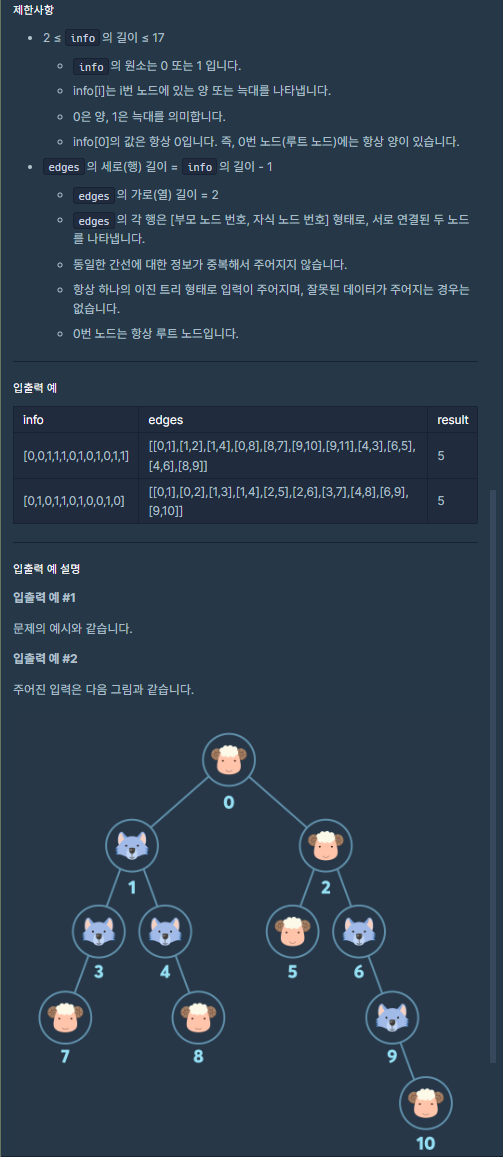 제한사항
2 ≤ info 의 길이 ≤ 17
info 의 원소는 0 또는 1 입니다.
info[i]는 i번 노드에 있는 양 또는 늑대를 나타냅니다.
0은 양, 1은 늑대를 의미합니다.
info[0]의 값은 항상 0입니다. 즉, 0번 노드(루트 노드)에는 항상 양이 있습니다.
edges 의 세로(행) 길이 = info 의 길이 - 1
edges 의 가로(열) 길이 = 2
edges 의 각 행은 [부모 노드 번호, 자식 노드 번호] 형태로, 서로 연결된 두 노드
를 나타냅니다.
동일한 간선에 대한 정보가 중복해서 주어지지 않습니다.
항상 하나의 이진 트리 형태로 입력이 주어지며, 잘못된 데이터가 주어지는 경우는
없습니다.
0번 노드는 항상 루트 노드입니다.
입출력 예
info edges result
[0,0,1,1,1,0,1,0,1,0,1,1] [[0,1],[1,2],[1,4],[0,8],[8,7],[9,10],[9,11],[4,3],[6,5], 5
[4,6],[8,9]]
[0,1,0,1,1,0,1,0,0,1,0] [[0,1],[0,2],[1,3],[1,4],[2,5],[2,6],[3,7],[4,8],[6,9], 5
[9,10]]
입출력 예 설명
입출력 예 #1
문제의 예시와 같습니다.
입출력 예 #2
주어진 입력은 다음 그림과 같습니다.
0
1 2
3 4 5 6
7 8 9
10